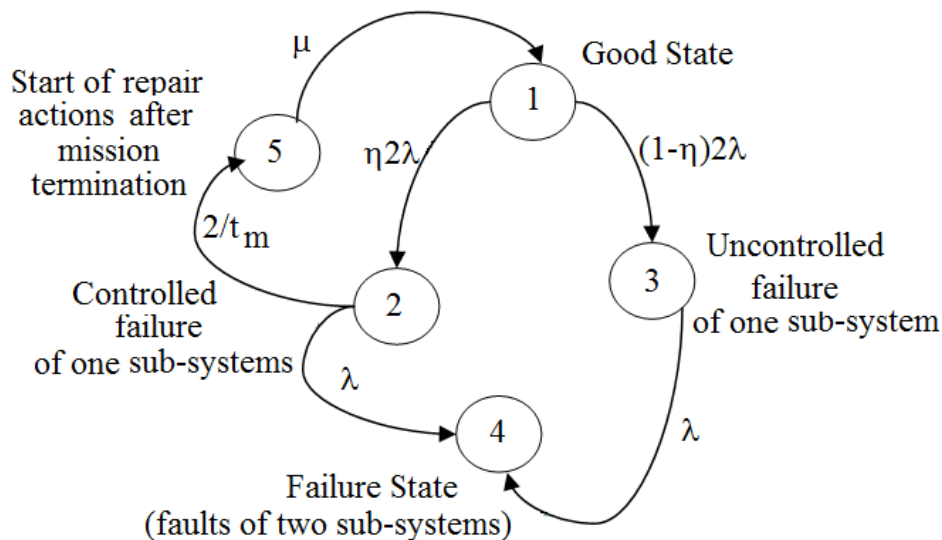 μ
Good State
1
Start of repair
actions after
mission
termination
5
η2λ
(1-η)2λ
2/tm
Uncontrolled
failure
of one sub-system
3
Controlled
failure
of one sub-systems
2
λ
4
λ
Failure State
(faults of two sub-systems)